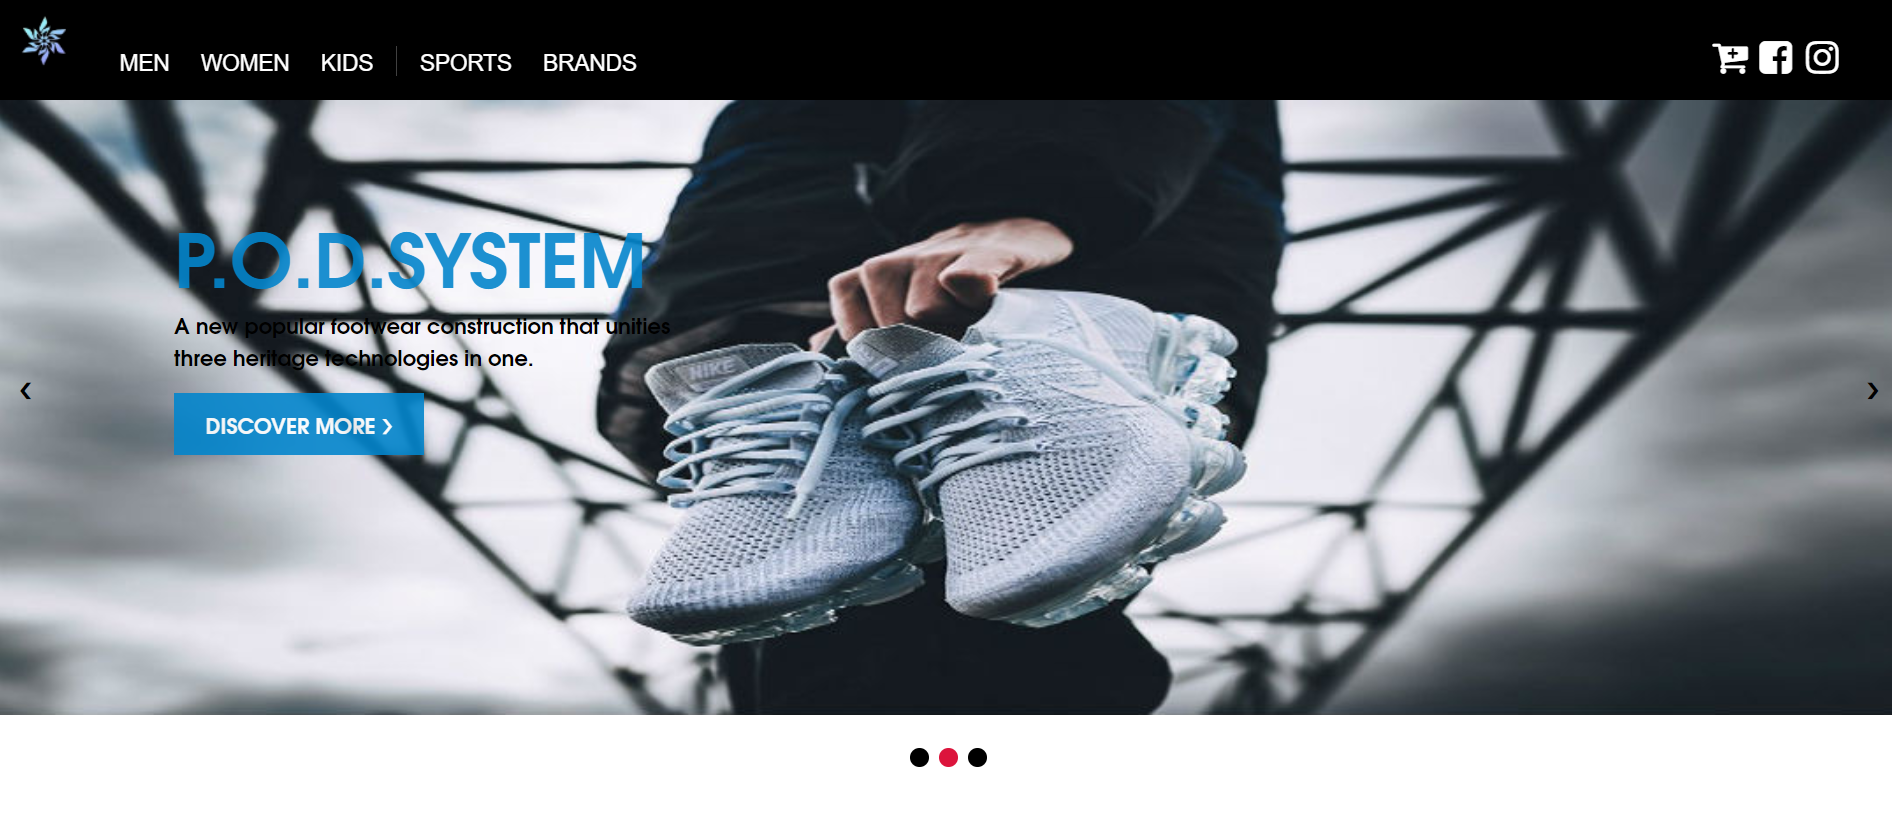 MEN WOMEN KIDS SPORTS BRANDS
P.O.D.SYSTEM
A new popular footwear construction that unities
three heritage technologies in one.
NIKE
DISCOVER MORE ❯